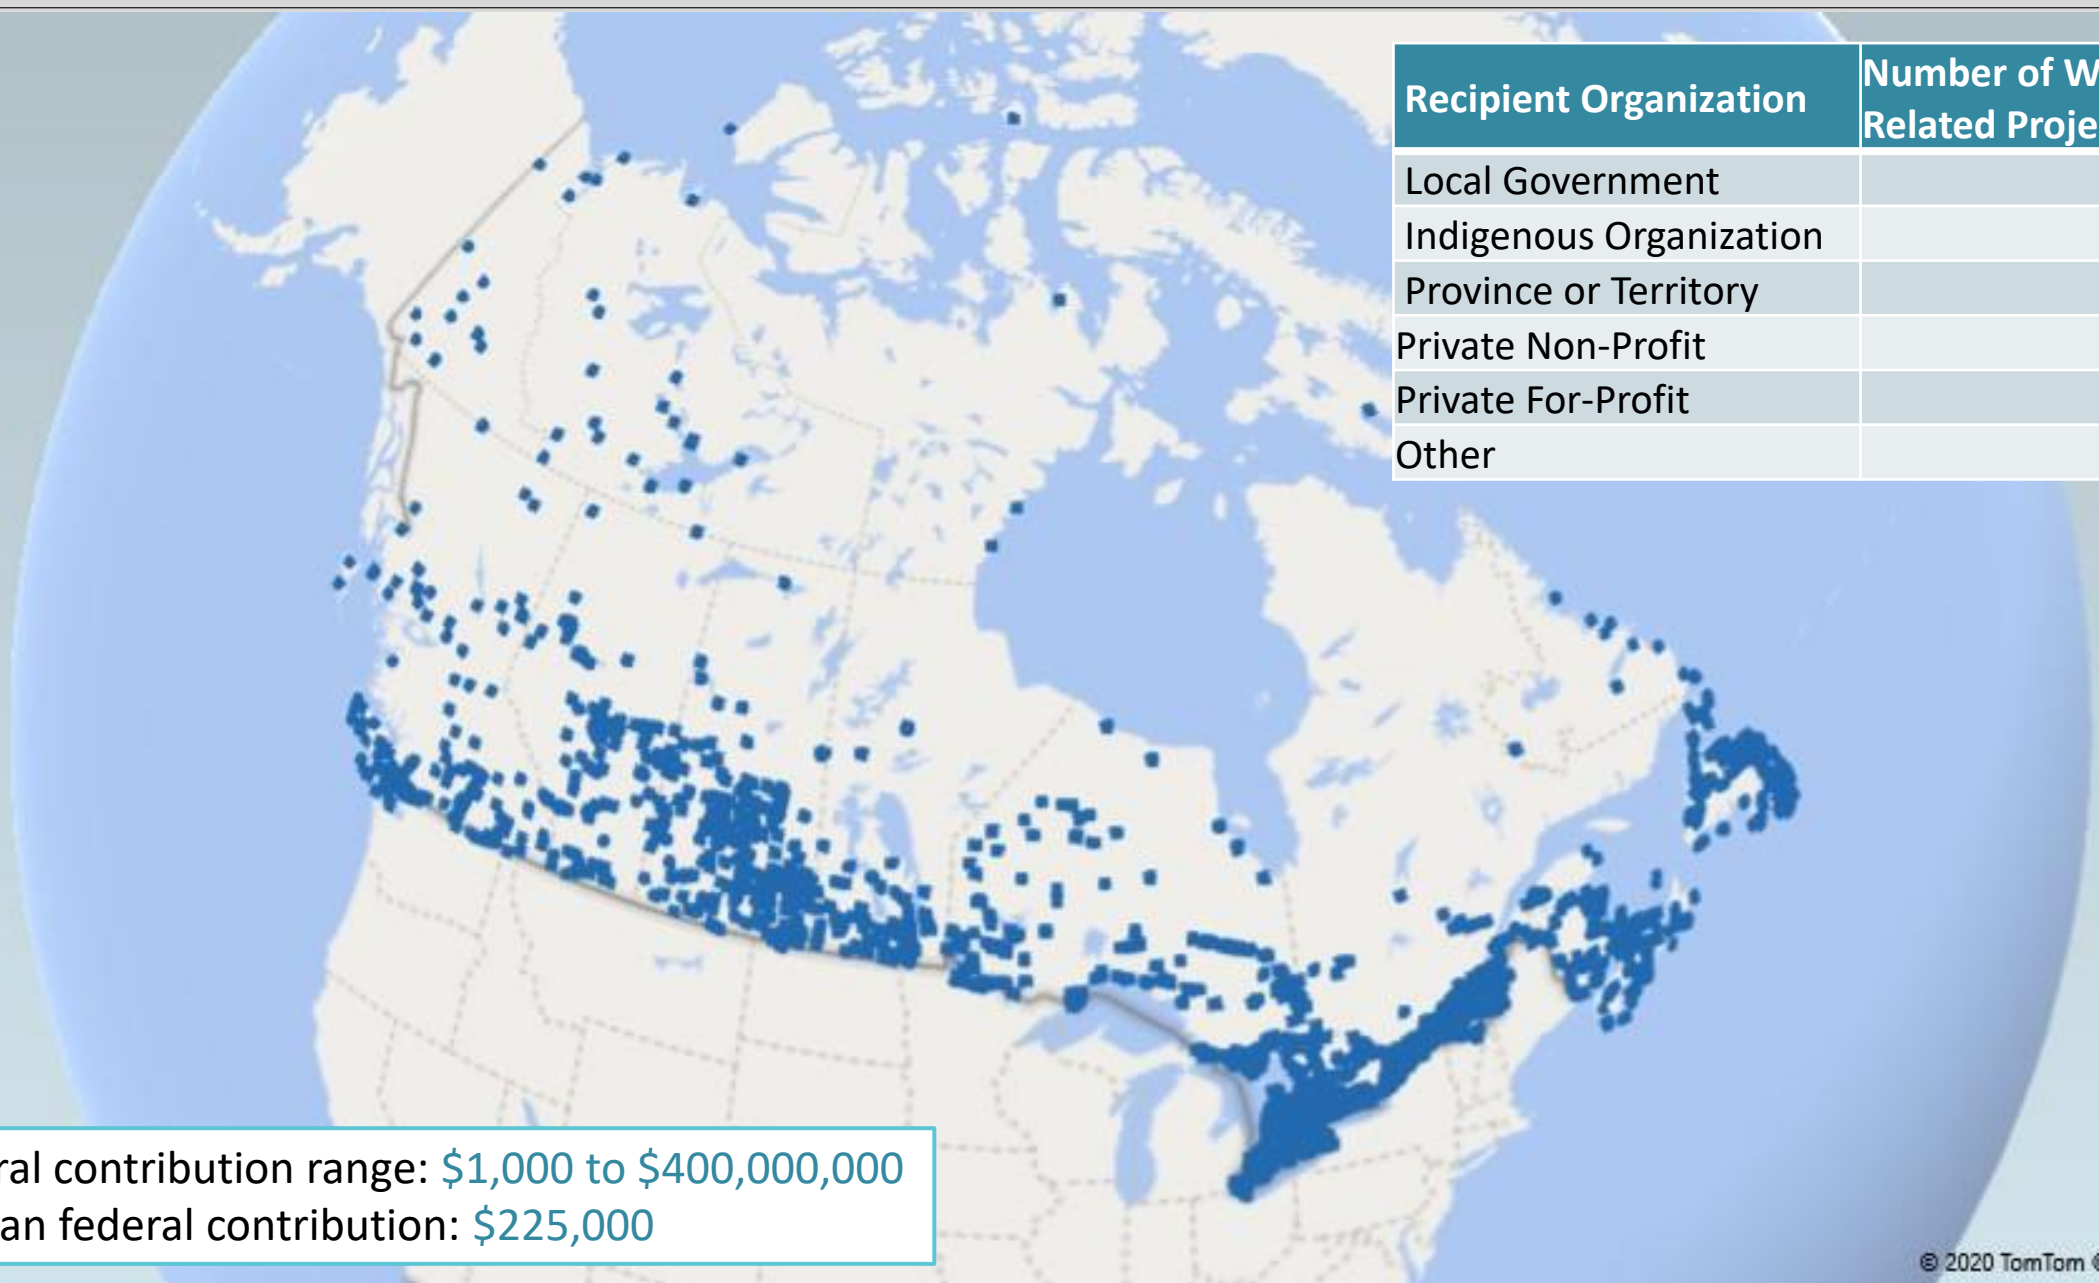 Recipient Organization
Number of W
Related Proje
Local Government
Indigenous Organization
Province or Territory
Private Non-Profit
Private For-Profit
Other
ral contribution range: $1,000 to $400,000,000
an federal contribution: $225,000
© 2020 TomTom